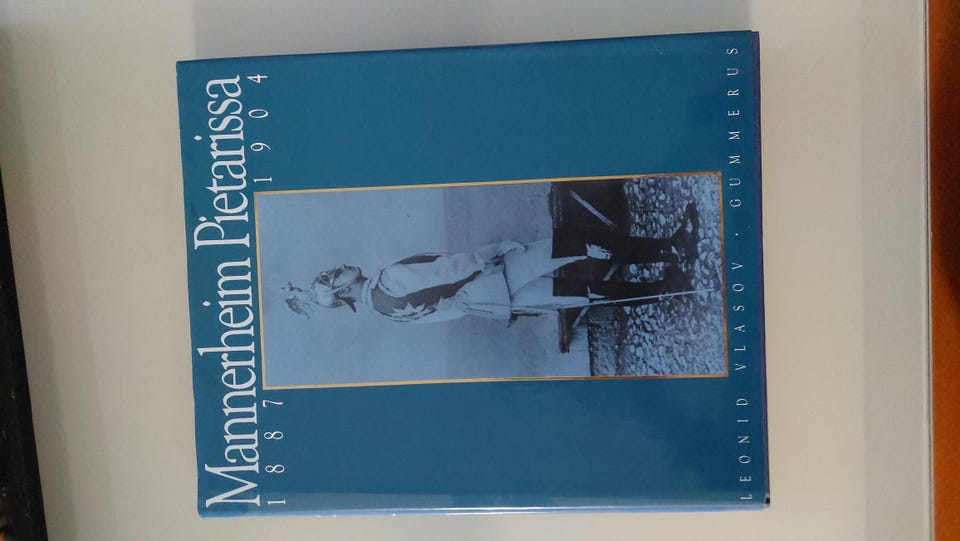 Mannerheim Pietarissa
1887 1904
LEONID VLASOV · GUMMERUS